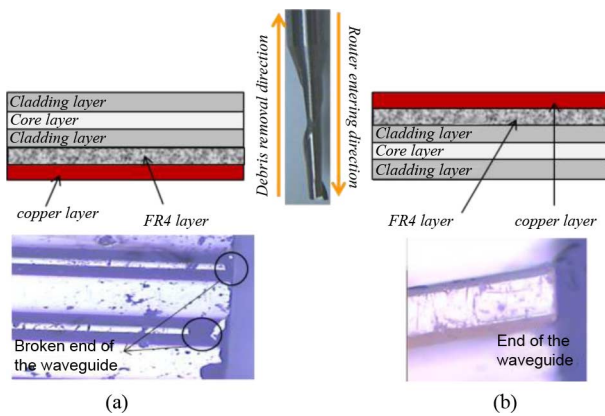 Cladding layer
Core layer
Cladding layer
copper layer
FR4 layer
Broken end of
the waveguide
(a)
Debris removal direction
Router entering direction
Cladding layer
Core layer
Cladding layer
FR4 layer
copper layer
End of the
waveguide
(b)